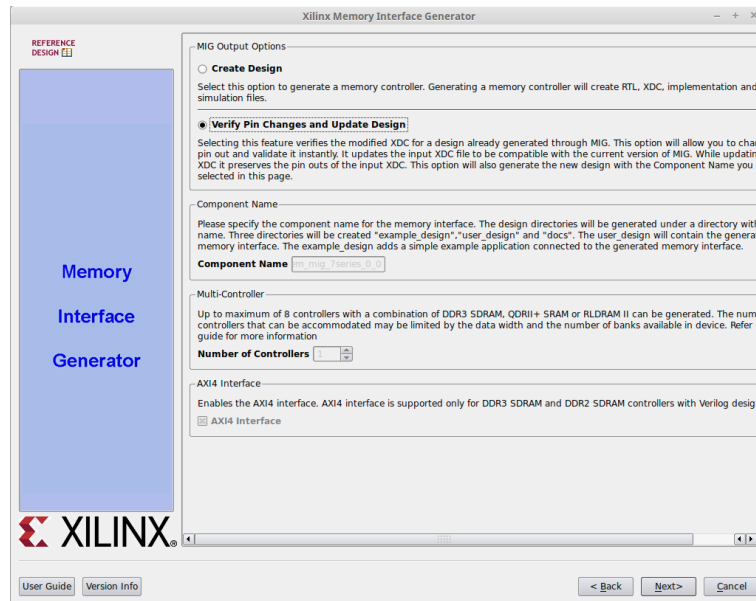 Xilinx Memory Interface Generator
REFERENCE
DESIGN
Memory
Interface
Generator
XILINX®
MIG Output Options
Create Design
Select this option to generate a memory controller. Generating a memory controller will create RTL, XDC, implementation and
simulation files.
Verify Pin Changes and Update Design
Selecting this feature verifies the modified XDC for a design already generated through MIG. This option will allow you to
pin out and validate it instantly. It updates the input XDC file to be compatible with the current version of MIG. While
XDC it preserves the pin outs of the input XDC. This option will also generate the new design with the Component Name you
selected in this page.
Component Name
Please specify the component name for the memory interface. The design directories will be generated under a directory
name. Three directories will be created "example_design","user_design" and "docs". The user_design will contain the
memory interface. The example_design adds a simple example application connected to the generated memory interface.
Component Name em_mig_7series_0_0
Multi-Controller
Up to maximum of 8 controllers with a combination of DDR3 SDRAM, QDRII+ SRAM or RLDRAM II can be generated. The
controllers that can be accommodated may be limited by the data width and the number of banks available in device. Refer
guide for more information
Number of Controllers 1
AXI4 Interface
Enables the AXI4 interface. AXI4 interface is supported only for DDR3 SDRAM and DDR2 SDRAM controllers with Verilog
AXI4 Interface
User Guide Version Info < Back Next> Cancel